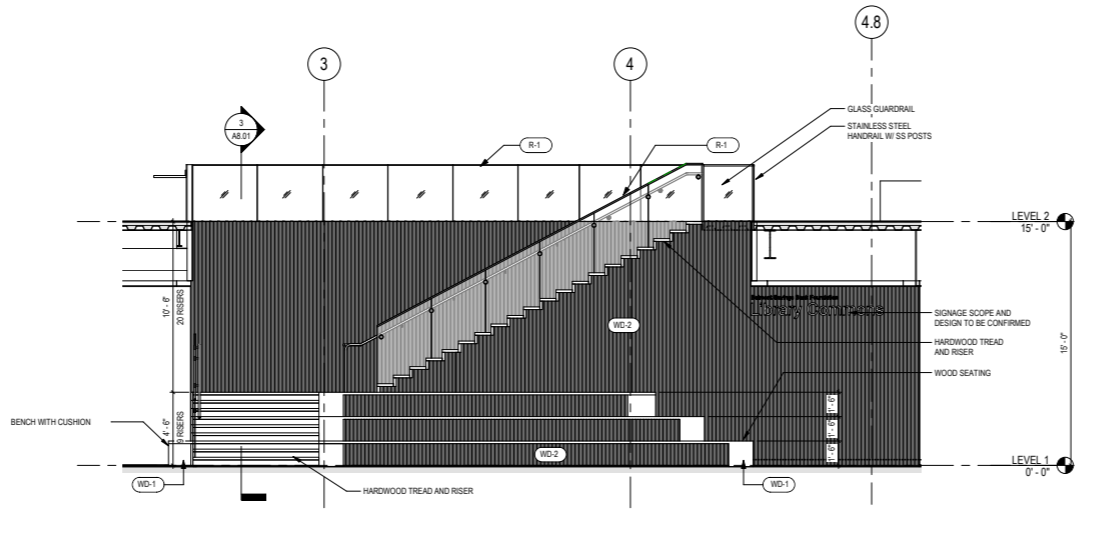 4.8
3
4
3
A8.01
GLASS GUARDRAIL
STAINLESS STEEL
HANDRAIL W/ SS POSTS
R-1
R-1
LEVEL 2
15' - 0"
10' - 6"
20 RISERS
Library Commons
SIGNAGE SCOPE AND
DESIGN TO BE CONFIRMED
WD-2
HARDWOOD TREAD
AND RISER
15' - 0"
WOOD SEATING
BENCH WITH CUSHION
4' - 6"
9 RISERS
1' - 6"
1' - 6"
1' - 6"
WD-2
LEVEL 1
0' - 0"
WD-1
HARDWOOD TREAD AND RISER
WD-1